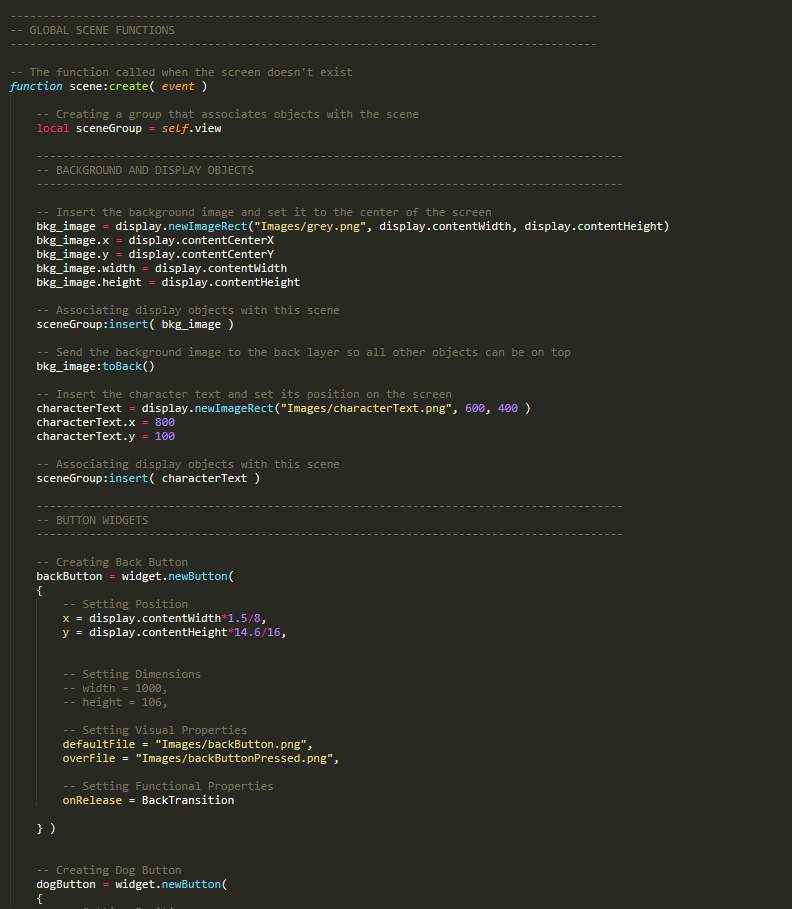 -----------------------------------------------------------------------------------------
-- GLOBAL SCENE FUNCTIONS
-----------------------------------------------------------------------------------------
-- The function called when the screen doesn't exist
function scene:create( event )
-- Creating a group that associates objects with the scene
local sceneGroup = self.view
-----------------------------------------------------------------------------------------
-- BACKGROUND AND DISPLAY OBJECTS
-----------------------------------------------------------------------------------------
-- Insert the background image and set it to the center of the screen
bkg_image = display.newImageRect("Images/grey.png", display.contentWidth, display.contentHeight)
bkg_image.x = display.contentCenterX
bkg_image.y = display.contentCenterY
bkg_image.width = display.contentWidth
bkg_image.height = display.contentHeight
-- Associating display objects with this scene
sceneGroup:insert( bkg_image )
-- Send the background image to the back layer so all other objects can be on top
bkg_image:toBack()
-- Insert the character text and set its position on the screen
characterText = display.newImageRect("Images/characterText.png", 600, 400 )
characterText.x = 800
characterText.y = 100
-- Associating display objects with this scene
sceneGroup:insert( characterText )
-----------------------------------------------------------------------------------------
-- BUTTON WIDGETS
-----------------------------------------------------------------------------------------
-- Creating Back Button
backButton = widget.newButton(
{
-- Setting Position
x = display.contentWidth*1.5/8,
y = display.contentHeight*14.6/16,
-- Setting Dimensions
-- width = 1000,
-- height = 106,
-- Setting Visual Properties
defaultFile = "Images/backButton.png",
overFile = "Images/backButtonPressed.png",
-- Setting Functional Properties
onRelease = BackTransition
} )
-- Creating Dog Button
dogButton = widget.newButton(
{